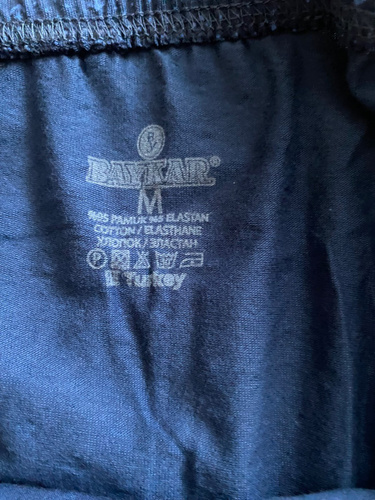 BAYKAR®
M
%95 PAMUK %5 ELASTAN
COTTON / ELASTHANE
ХЛОПОК / ЭЛАСТАН
P
Turkey